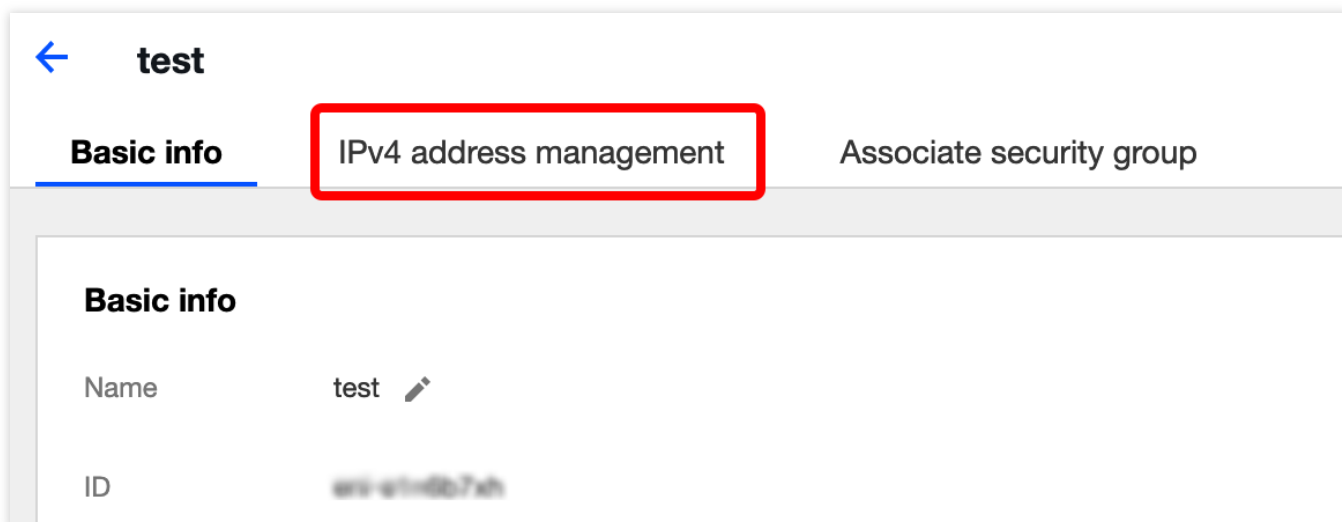 test
Basic info IPv4 address management Associate security group
Basic info
Name test
ID